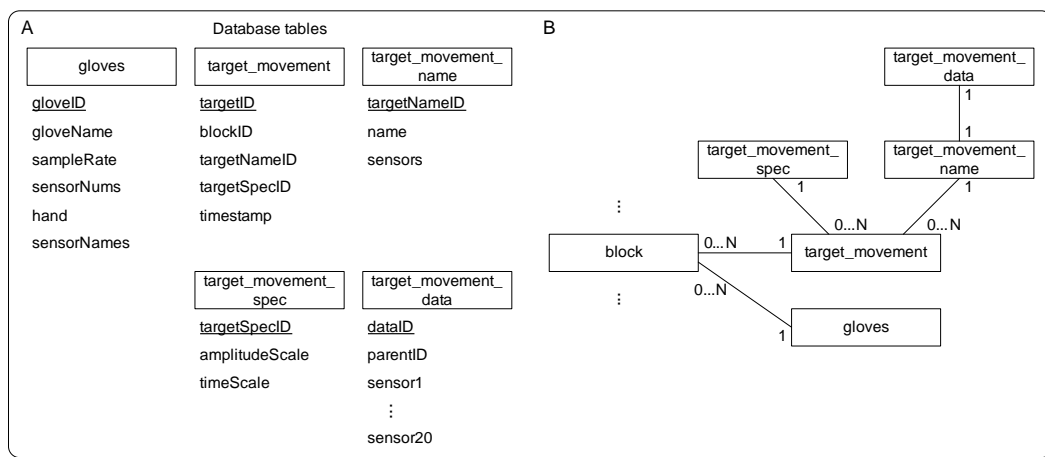 A
Database tables
gloves
gloveID
gloveName
sampleRate
sensorNums
hand
sensorNames
target_movement
targetID
blockID
targetNameID
targetSpecID
timestamp
target_movement_
name
targetNameID
name
sensors
target_movement_
spec
targetSpecID
amplitudeScale
timeScale
target_movement_
data
dataID
parentID
sensor1
⋮
sensor20
B
target_movement_
data
1
1
target_movement_
spec
1
target_movement_
name
1
⋮
0...N
0...N
block
0...N
1
target_movement
⋮
0...N
1
gloves